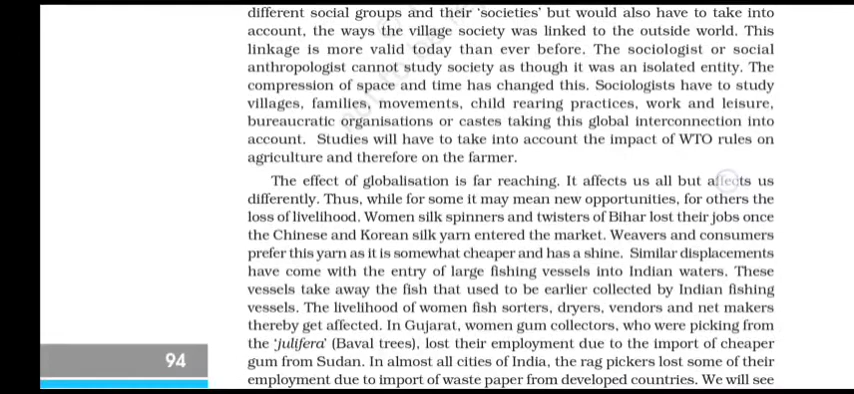 different social groups and their ‘societies’ but would also have to take into
account, the ways the village society was linked to the outside world. This
linkage is more valid today than ever before. The sociologist or social
anthropologist cannot study society as though it was an isolated entity. The
compression of space and time has changed this. Sociologists have to study
villages, families, movements, child rearing practices, work and leisure,
bureaucratic organisations or castes taking this global interconnection into
account. Studies will have to take into account the impact of WTO rules on
agriculture and therefore on the farmer.
The effect of globalisation is far reaching. It affects us all but affects us
differently. Thus, while for some it may mean new opportunities, for others the
loss of livelihood. Women silk spinners and twisters of Bihar lost their jobs once
the Chinese and Korean silk yarn entered the market. Weavers and consumers
prefer this yarn as it is somewhat cheaper and has a shine. Similar displacements
have come with the entry of large fishing vessels into Indian waters. These
vessels take away the fish that used to be earlier collected by Indian fishing
vessels. The livelihood of women fish sorters, dryers, vendors and net makers
thereby get affected. In Gujarat, women gum collectors, who were picking from
the ‘julifera’ (Baval trees), lost their employment due to the import of cheaper
gum from Sudan. In almost all cities of India, the rag pickers lost some of their
employment due to import of waste paper from developed countries. We will see
94